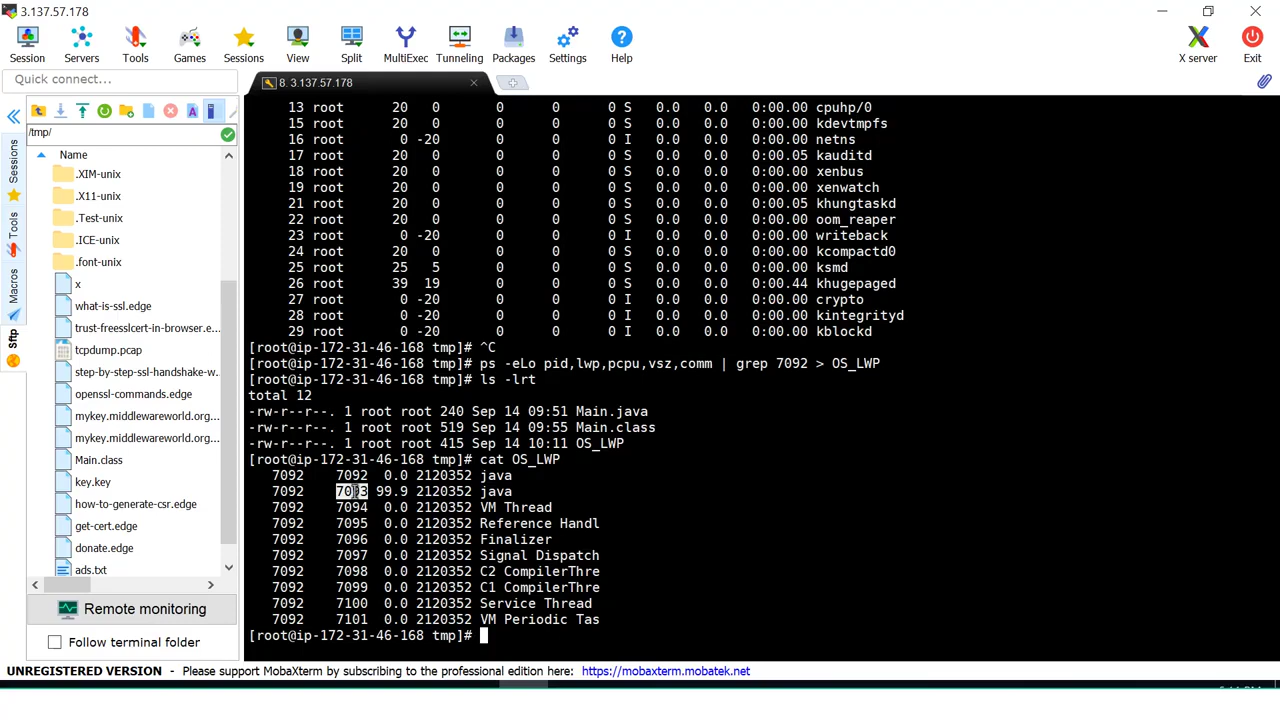 3.137.57.178
Session Servers Tools Games Sessions View Split MultiExec Tunneling Packages Settings Help X server Exit
Quick connect...
8. 3.137.57.178
/tmp/
Name
.XIM-unix
.X11-unix
.Test-unix
.ICE-unix
.font-unix
x
what-is-ssl.edge
trust-freesslcert-in-browser.e...
tcpdump.pcap
step-by-step-ssl-handshake-w...
openssl-commands.edge
mykey.middlewareworld.org...
mykey.middlewareworld.org...
Main.class
key.key
how-to-generate-csr.edge
get-cert.edge
donate.edge
ads.txt
Remote monitoring
Follow terminal folder
Sessions
Tools
Macros
Sftp
13 root 20 0 0 0 0 S 0.0 0.0 0:00.00 cpuhp/0
15 root 20 0 0 0 0 S 0.0 0.0 0:00.00 kdevtmpfs
16 root 0 -20 0 0 0 I 0.0 0.0 0:00.00 netns
17 root 20 0 0 0 0 S 0.0 0.0 0:00.05 kauditd
18 root 20 0 0 0 0 S 0.0 0.0 0:00.00 xenbus
19 root 20 0 0 0 0 S 0.0 0.0 0:00.00 xenwatch
21 root 20 0 0 0 0 S 0.0 0.0 0:00.05 khungtaskd
22 root 20 0 0 0 0 S 0.0 0.0 0:00.00 oom_reaper
23 root 0 -20 0 0 0 I 0.0 0.0 0:00.00 writeback
24 root 20 0 0 0 0 S 0.0 0.0 0:00.00 kcompactd0
25 root 25 5 0 0 0 S 0.0 0.0 0:00.00 ksmd
26 root 39 19 0 0 0 S 0.0 0.0 0:00.44 khugepaged
27 root 0 -20 0 0 0 I 0.0 0.0 0:00.00 crypto
28 root 0 -20 0 0 0 I 0.0 0.0 0:00.00 kintegrityd
29 root 0 -20 0 0 0 I 0.0 0.0 0:00.00 kblockd
[root@ip-172-31-46-168 tmp]# ^C
[root@ip-172-31-46-168 tmp]# ps -eLo pid,lwp,pcpu,vsz,comm | grep 7092 > OS_LWP
[root@ip-172-31-46-168 tmp]# ls -lrt
total 12
-rw-r--r--. 1 root root 240 Sep 14 09:51 Main.java
-rw-r--r--. 1 root root 519 Sep 14 09:55 Main.class
-rw-r--r--. 1 root root 415 Sep 14 10:11 OS_LWP
[root@ip-172-31-46-168 tmp]# cat OS_LWP
7092 7092 0.0 2120352 java
7092 7093 99.9 2120352 java
7092 7094 0.0 2120352 VM Thread
7092 7095 0.0 2120352 Reference Handl
7092 7096 0.0 2120352 Finalizer
7092 7097 0.0 2120352 Signal Dispatch
7092 7098 0.0 2120352 C2 CompilerThre
7092 7099 0.0 2120352 C1 CompilerThre
7092 7100 0.0 2120352 Service Thread
7092 7101 0.0 2120352 VM Periodic Tas
[root@ip-172-31-46-168 tmp]#
UNREGISTERED VERSION - Please support MobaXterm by subscribing to the professional edition here: https://mobaxterm.mobatek.net